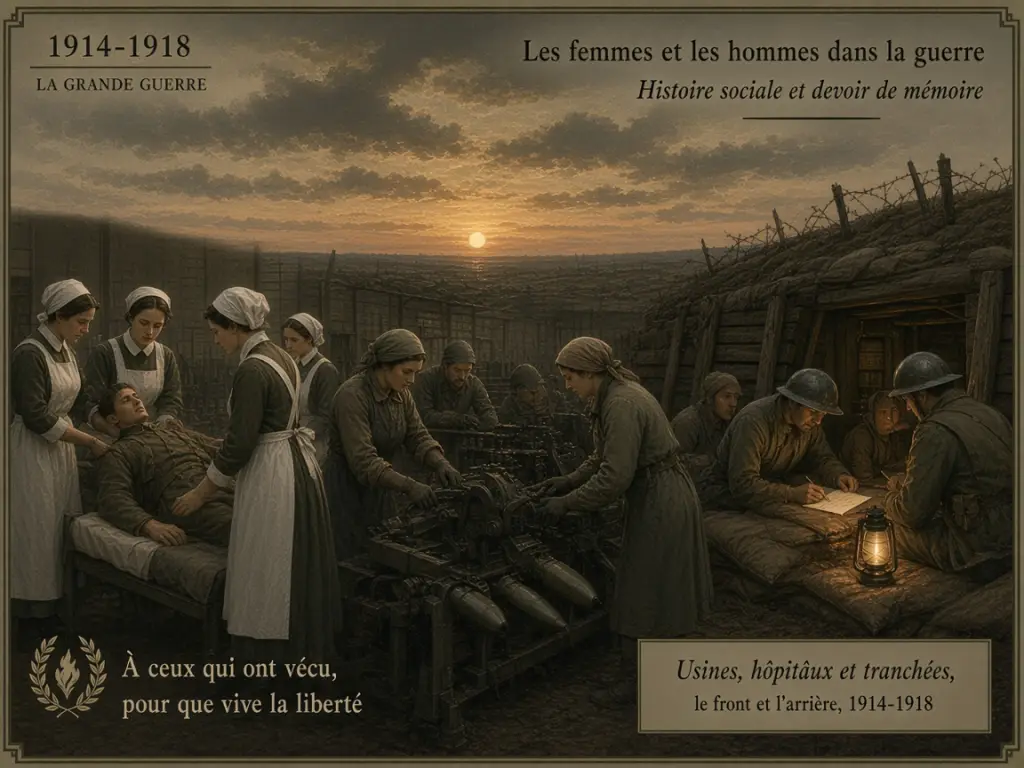 1914-1918
LA GRANDE GUERRE
Les femmes et les hommes dans la guerre
Histoire sociale et devoir de mémoire
À ceux qui ont vécu,
pour que vive la liberté
Usines, hôpitâux et tranchées,
le front et l'arrière, 1914-1918